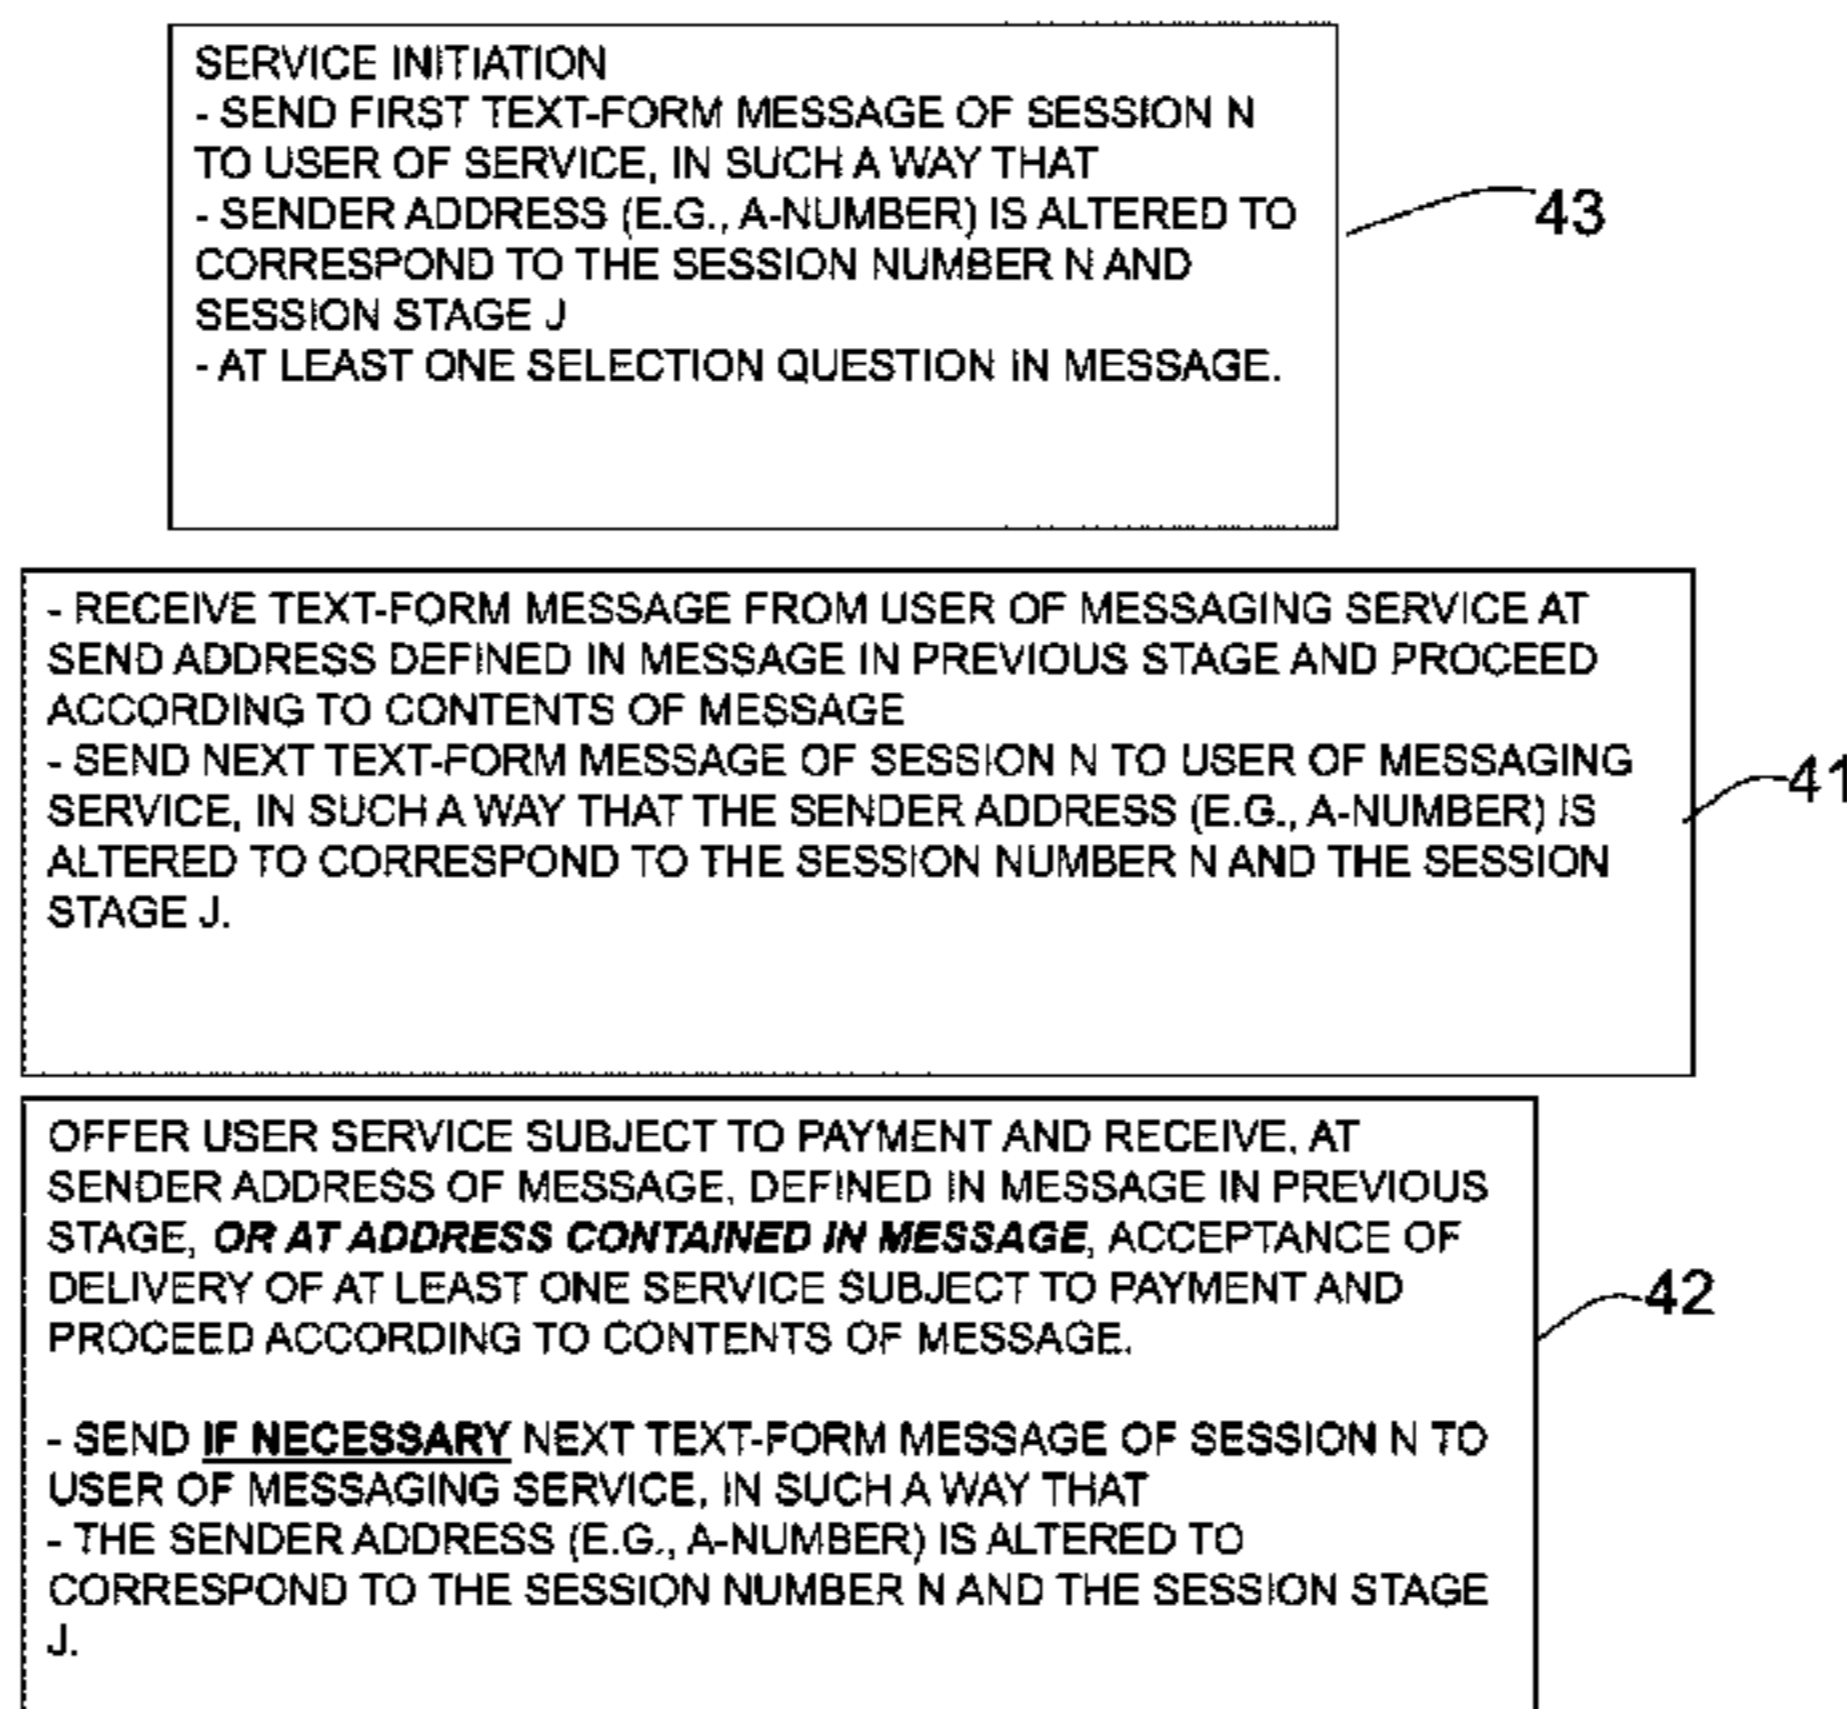 SERVICE INITIATION
- SEND FIRST TEXT-FORM MESSAGE OF SESSION N
TO USER OF SERVICE, IN SUCH A WAY THAT
- SENDER ADDRESS (E.G., A-NUMBER) IS ALTERED TO
CORRESPOND TO THE SESSION NUMBER N AND
SESSION STAGE J
- AT LEAST ONE SELECTION QUESTION IN MESSAGE.
43
- RECEIVE TEXT-FORM MESSAGE FROM USER OF MESSAGING SERVICE AT
SEND ADDRESS DEFINED IN MESSAGE IN PREVIOUS STAGE AND PROCEED
ACCORDING TO CONTENTS OF MESSAGE
- SEND NEXT TEXT-FORM MESSAGE OF SESSION N TO USER OF MESSAGING
SERVICE, IN SUCH A WAY THAT THE SENDER ADDRESS (E.G., A-NUMBER) IS
ALTERED TO CORRESPOND TO THE SESSION NUMBER N AND THE SESSION
STAGE J.
41
OFFER USER SERVICE SUBJECT TO PAYMENT AND RECEIVE, AT
SENDER ADDRESS OF MESSAGE, DEFINED IN MESSAGE IN PREVIOUS
STAGE, OR AT ADDRESS CONTAINED IN MESSAGE, ACCEPTANCE OF
DELIVERY OF AT LEAST ONE SERVICE SUBJECT TO PAYMENT AND
PROCEED ACCORDING TO CONTENTS OF MESSAGE.
- SEND IF NECESSARY NEXT TEXT-FORM MESSAGE OF SESSION N TO
USER OF MESSAGING SERVICE, IN SUCH A WAY THAT
- THE SENDER ADDRESS (E.G., A-NUMBER) IS ALTERED TO
CORRESPOND TO THE SESSION NUMBER N AND THE SESSION STAGE
J.
42